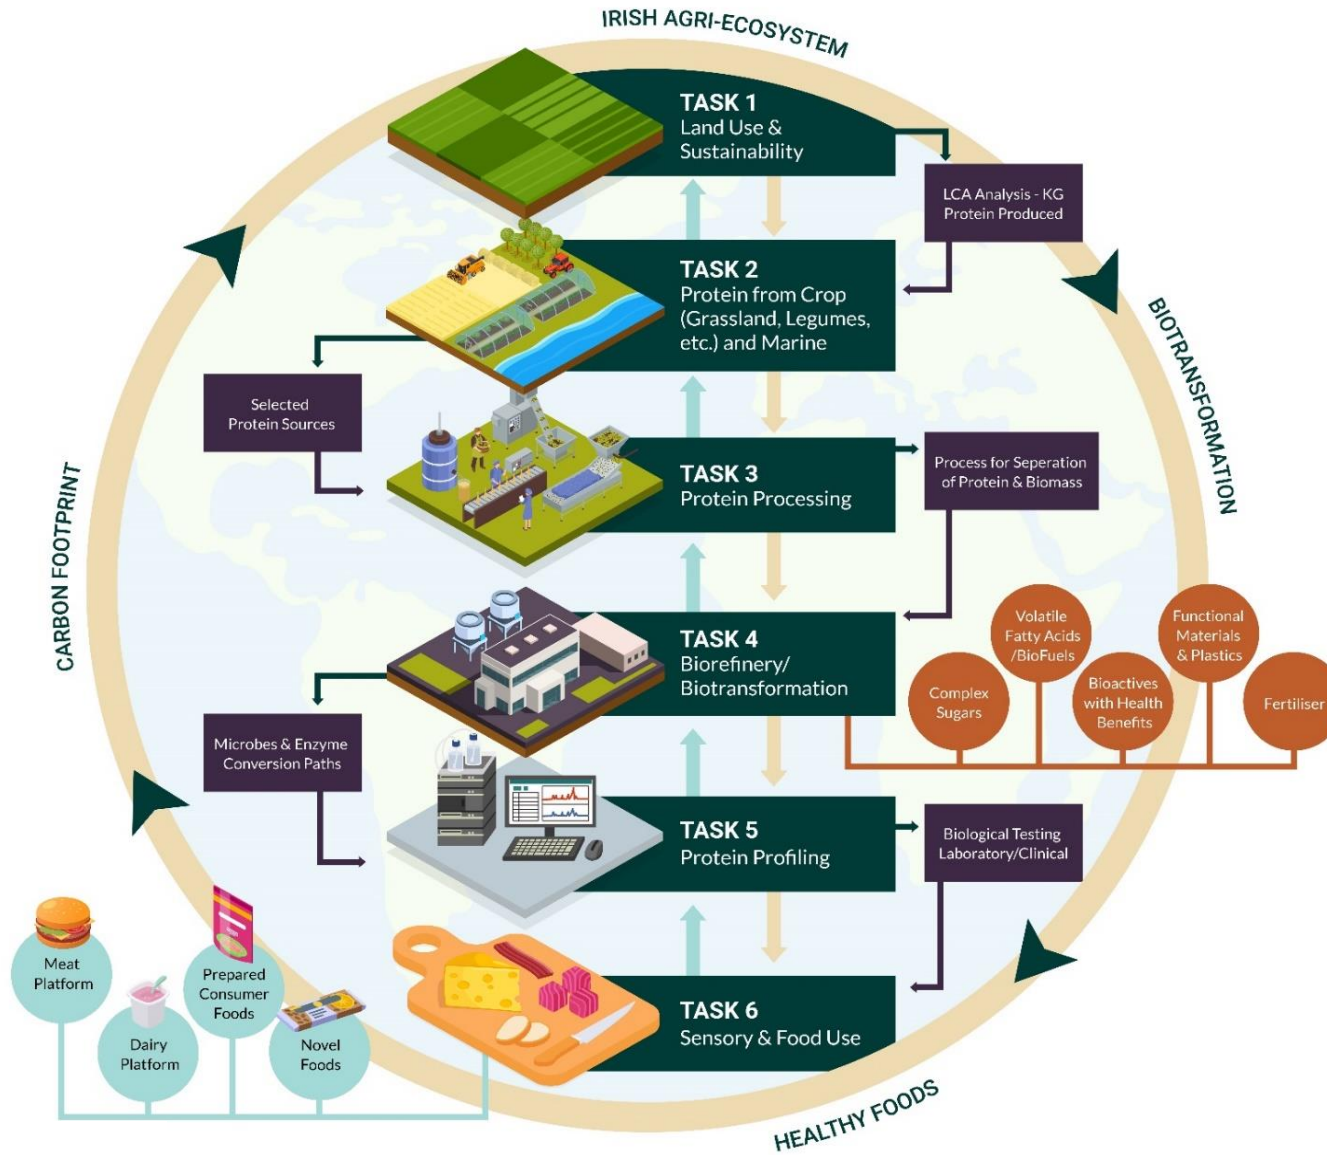 IRISH AGRI-ECOSYSTEM
TASK 1
Land Use &
Sustainability
LCA Analysis - KG
Protein Produced
TASK 2
Protein from Crop
(Grassland, Legumes,
etc.) and Marine
BIOTRANSFORMATION
Selected
Protein Sources
TASK 3
Protein Processing
Process for Seperation
of Protein & Biomass
CARBON FOOTPRINT
TASK 4
Biorefinery/
Biotransformation
Complex
Sugars
Volatile
Fatty Acids
/BioFuels
Bioactives
with Health
Benefits
Functional
Materials
& Plastics
Fertiliser
Microbes & Enzyme
Conversion Paths
TASK 5
Protein Profiling
Biological Testing
Laboratory/Clinical
TASK 6
Sensory & Food Use
Meat
Platform
Dairy
Platform
Prepared
Consumer
Foods
Novel
Foods
HEALTHY FOODS